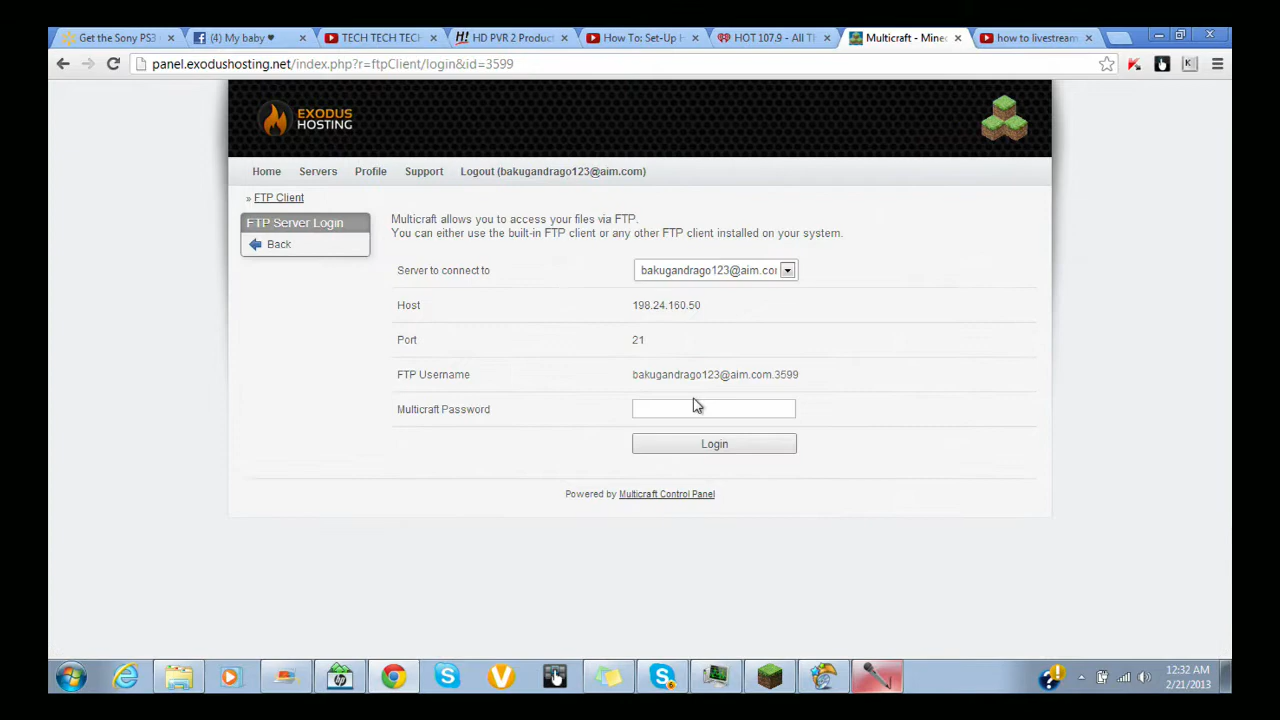 Get the Sony PS3
(4) My baby ♥
TECH TECH TECH
HD PVR 2 Product
How To: Set-Up H
HOT 107.9 - All Th
Multicraft - Minec
how to livestream
panel.exodushosting.net/index.php?r=ftpClient/login&id=3599
EXODUS
HOSTING
Home Servers Profile Support Logout (bakugandrago123@aim.com)
» FTP Client
FTP Server Login
Back
Multicraft allows you to access your files via FTP.
You can either use the built-in FTP client or any other FTP client installed on your system.
Server to connect to bakugandrago123@aim.cor
Host 198.24.160.50
Port 21
FTP Username bakugandrago123@aim.com.3599
Multicraft Password
Login
Powered by Multicraft Control Panel
12:32 AM
2/21/2013